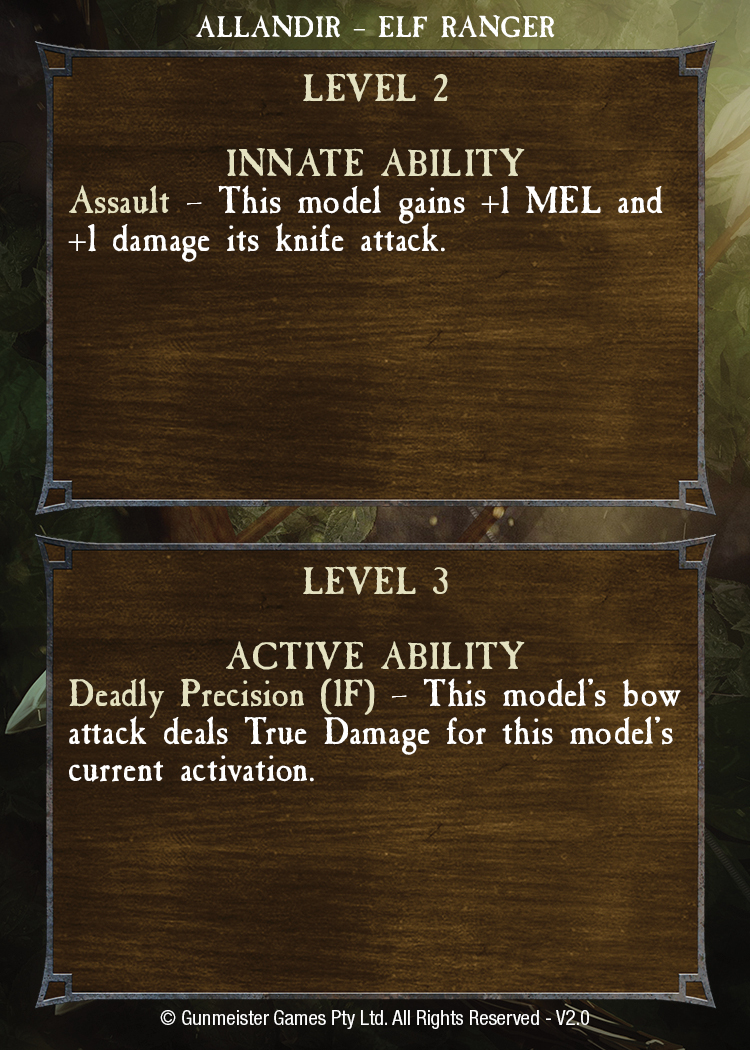 ALLANDIR – ELF RANGER
LEVEL 2
INNATE ABILITY
Assault – This model gains +1 MEL and
+1 damage its knife attack.
LEVEL 3
ACTIVE ABILITY
Deadly Precision (1F) – This model's bow
attack deals True Damage for this model's
current activation.
© Gunmeister Games Pty Ltd. All Rights Reserved - V2.0